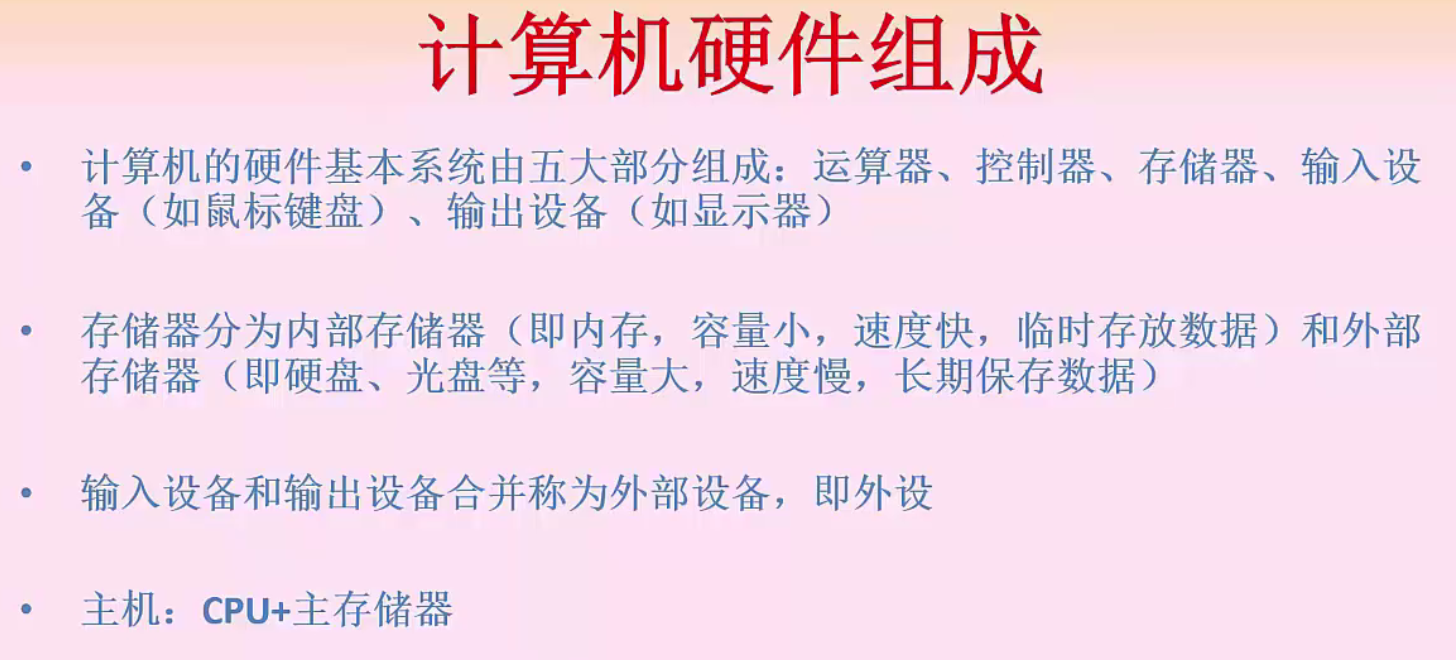 计算机硬件组成
• 计算机的硬件基本系统由五大部分组成：运算器、控制器、存储器、输入设
备（如鼠标键盘）、输出设备（如显示器）
• 存储器分为内部存储器（即内存，容量小，速度快，临时存放数据）和外部
存储器（即硬盘、光盘等，容量大，速度慢，长期保存数据）
• 输入设备和输出设备合并称为外部设备，即外设
• 主机：CPU+主存储器